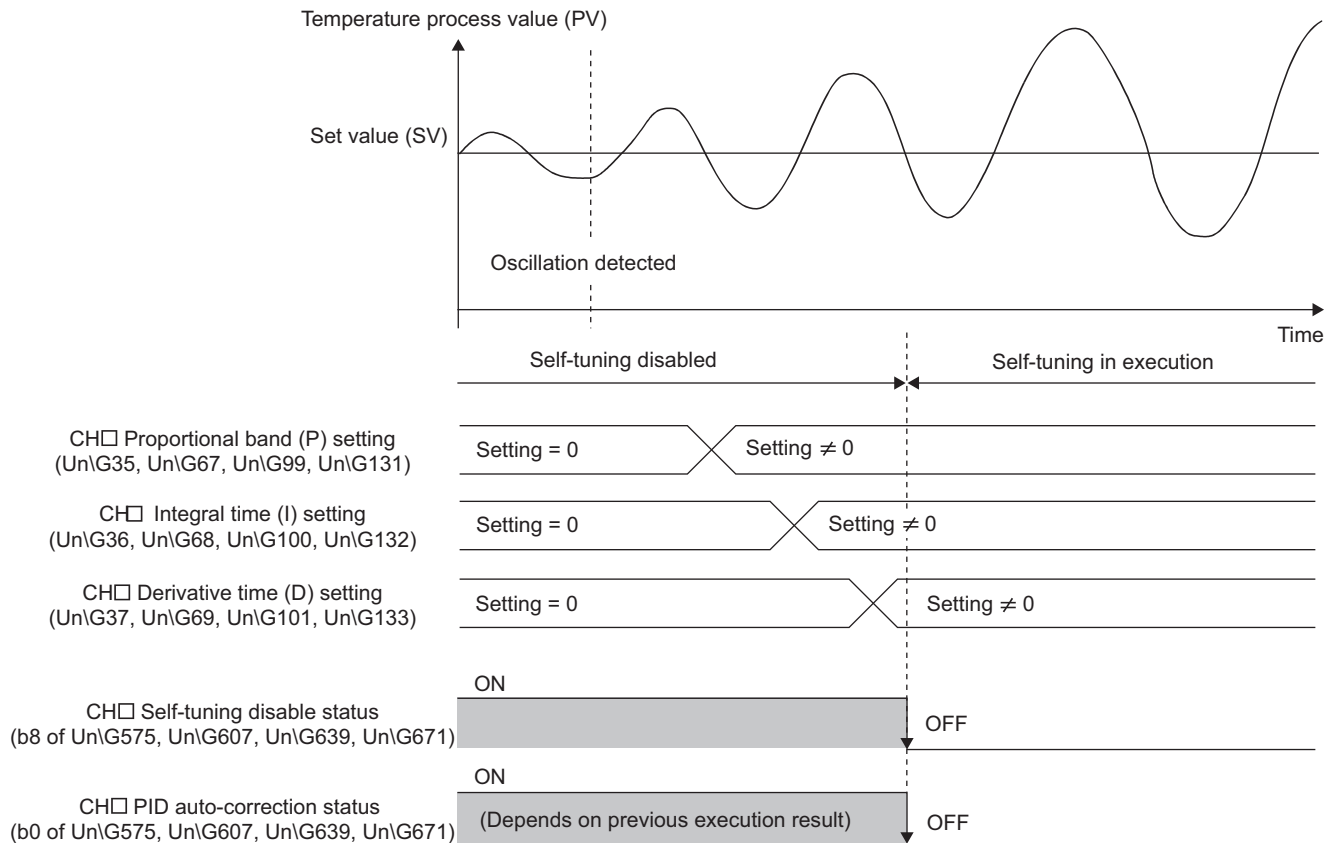 Temperature process value (PV)
Set value (SV)
Oscillation detected
Time
Self-tuning disabled
Self-tuning in execution
CH□ Proportional band (P) setting
(Un\G35, Un\G67, Un\G99, Un\G131)
Setting = 0
Setting ≠ 0
CH□ Integral time (I) setting
(Un\G36, Un\G68, Un\G100, Un\G132)
Setting = 0
Setting ≠ 0
CH□ Derivative time (D) setting
(Un\G37, Un\G69, Un\G101, Un\G133)
Setting = 0
Setting ≠ 0
ON
CH□ Self-tuning disable status
(b8 of Un\G575, Un\G607, Un\G639, Un\G671)
OFF
ON
CH□ PID auto-correction status
(b0 of Un\G575, Un\G607, Un\G639, Un\G671)
(Depends on previous execution result)
OFF